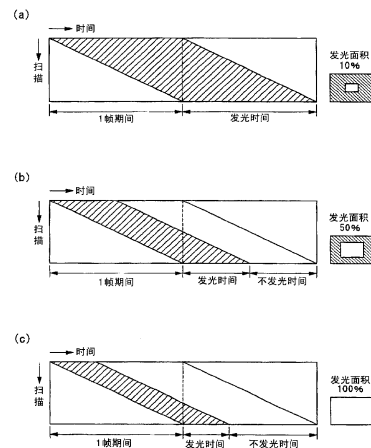 (a)
时间
扫描
发光面积
10%
1帧期间
发光时间
(b)
时间
扫描
发光面积
50%
1帧期间
发光时间
不发光时间
(c)
时间
扫描
发光面积
100%
1帧期间
发光时间
不发光时间